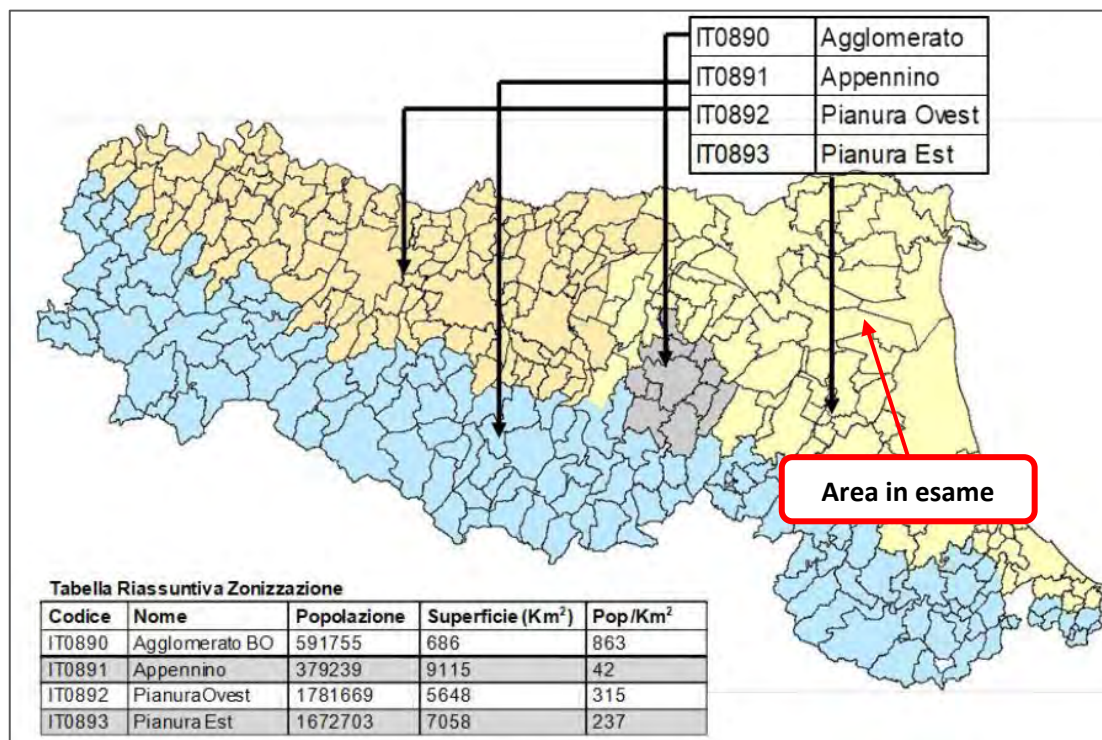 IT0890 Agglomerato
IT0891 Appennino
IT0892 Pianura Ovest
IT0893 Pianura Est
Area in esame
Tabella Riassuntiva Zonizzazione
Codice Nome Popolazione Superficie (Km²) Pop/Km²
IT0890 Agglomerato BO 591755 686 863
IT0891 Appennino 379239 9115 42
IT0892 Pianura Ovest 1781669 5648 315
IT0893 Pianura Est 1672703 7058 237